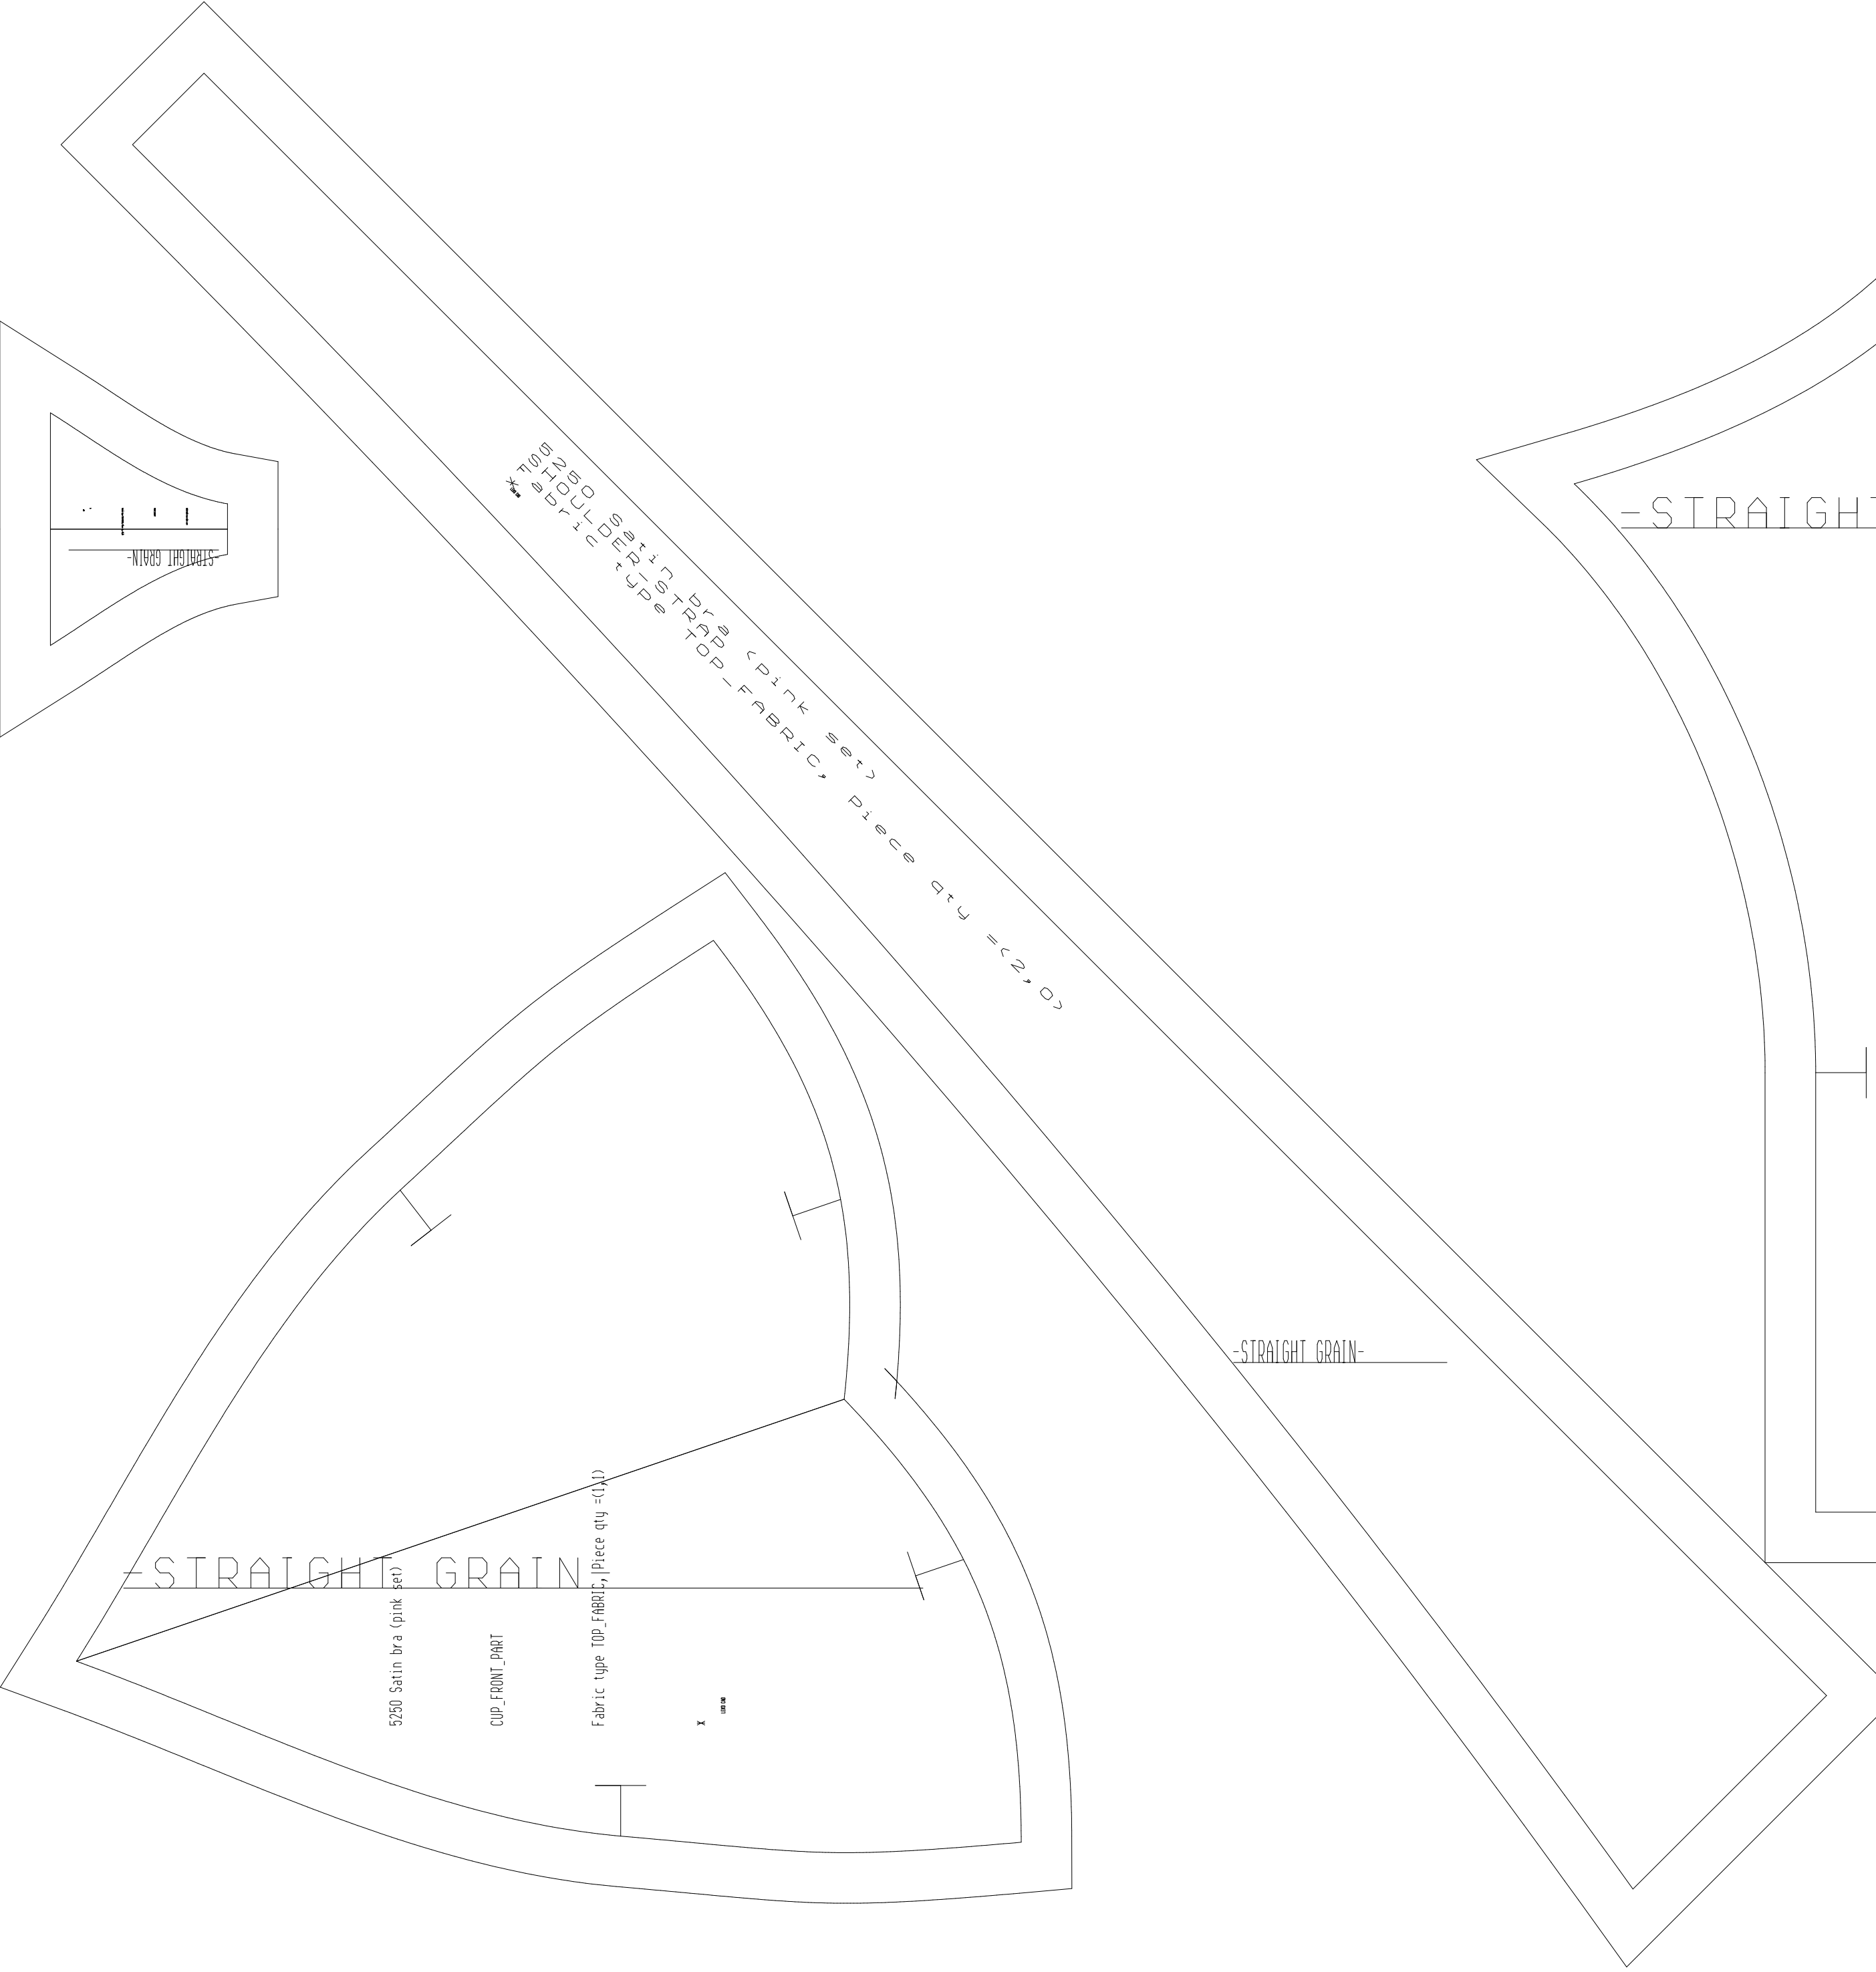 5250 Satin bra <pink set>
SHOULDER_STRAP
Fabric type TOP_FABRIC, Piece qty =<2,0>
-STRAIGHT
-STRAIGHT GRAIN-
-STRAIGHT GRAIN-
-STRAIGHT GRAIN
5250 Satin bra (pink set)
CUP_FRONT_PART
Fabric type TOP_FABRIC, Piece qty =(1,1)